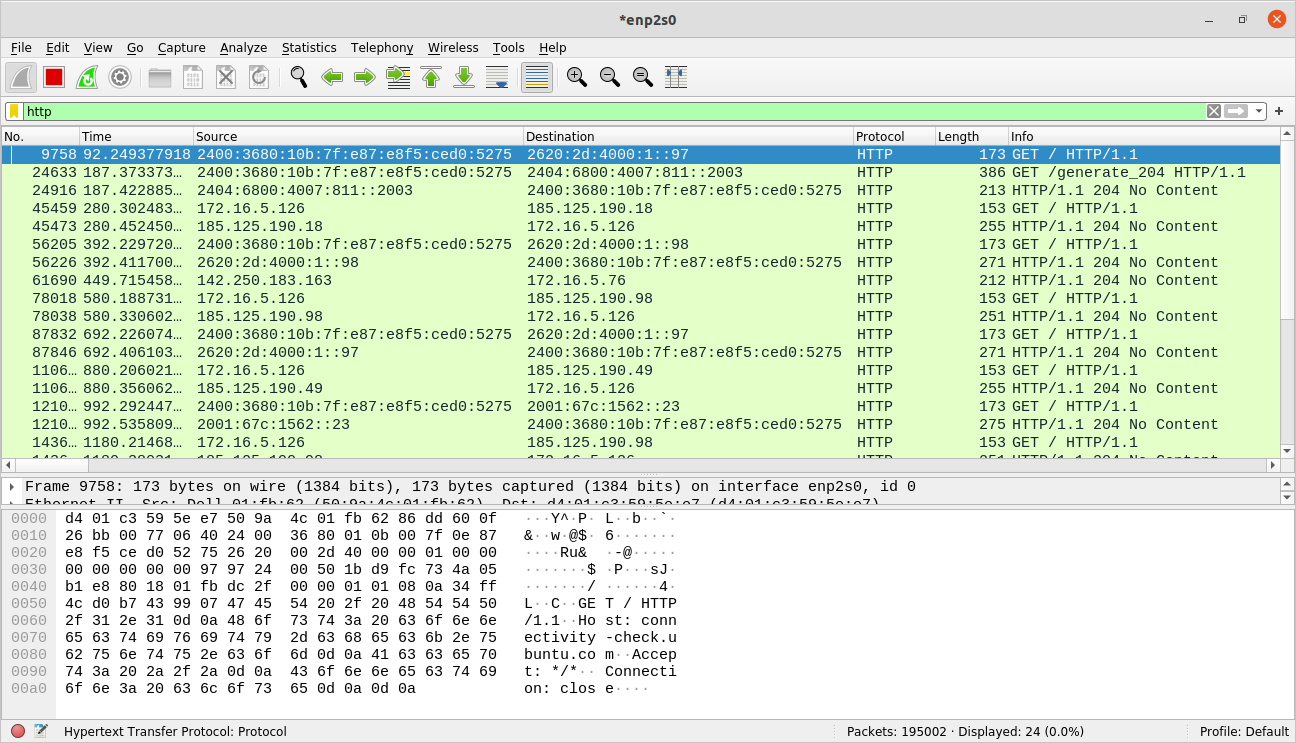 *enp2s0
File Edit View Go Capture Analyze Statistics Telephony Wireless Tools Help
http
No. Time Source Destination Protocol Length Info
9758 92.249377918 2400:3680:10b:7f:e87:e8f5:ced0:5275 2620:2d:4000:1::97 HTTP 173 GET / HTTP/1.1
24633 187.373373… 2400:3680:10b:7f:e87:e8f5:ced0:5275 2404:6800:4007:811::2003 HTTP 386 GET /generate_204 HTTP/1.1
24916 187.422885… 2404:6800:4007:811::2003 2400:3680:10b:7f:e87:e8f5:ced0:5275 HTTP 213 HTTP/1.1 204 No Content
45459 280.302483… 172.16.5.126 185.125.190.18 HTTP 153 GET / HTTP/1.1
45473 280.452450… 185.125.190.18 172.16.5.126 HTTP 255 HTTP/1.1 204 No Content
56205 392.229720… 2400:3680:10b:7f:e87:e8f5:ced0:5275 2620:2d:4000:1::98 HTTP 173 GET / HTTP/1.1
56226 392.411700… 2620:2d:4000:1::98 2400:3680:10b:7f:e87:e8f5:ced0:5275 HTTP 271 HTTP/1.1 204 No Content
61690 449.715458… 142.250.183.163 172.16.5.76 HTTP 212 HTTP/1.1 204 No Content
78018 580.188731… 172.16.5.126 185.125.190.98 HTTP 153 GET / HTTP/1.1
78038 580.330602… 185.125.190.98 172.16.5.126 HTTP 251 HTTP/1.1 204 No Content
87832 692.226074… 2400:3680:10b:7f:e87:e8f5:ced0:5275 2620:2d:4000:1::97 HTTP 173 GET / HTTP/1.1
87846 692.406103… 2620:2d:4000:1::97 2400:3680:10b:7f:e87:e8f5:ced0:5275 HTTP 271 HTTP/1.1 204 No Content
1106… 880.206021… 172.16.5.126 185.125.190.49 HTTP 153 GET / HTTP/1.1
1106… 880.356062… 185.125.190.49 172.16.5.126 HTTP 255 HTTP/1.1 204 No Content
1210… 992.292447… 2400:3680:10b:7f:e87:e8f5:ced0:5275 2001:67c:1562::23 HTTP 173 GET / HTTP/1.1
1210… 992.535809… 2001:67c:1562::23 2400:3680:10b:7f:e87:e8f5:ced0:5275 HTTP 275 HTTP/1.1 204 No Content
1436… 1180.21468… 172.16.5.126 185.125.190.98 HTTP 153 GET / HTTP/1.1
Frame 9758: 173 bytes on wire (1384 bits), 173 bytes captured (1384 bits) on interface enp2s0, id 0
Ethernet II, Src: Dell_01:fb:62 (50:9a:4c:01:fb:62), Dst: d4:01:c3:59:5e:e7 (d4:01:c3:59:5e:e7)
0000 d4 01 c3 59 5e e7 50 9a 4c 01 fb 62 86 dd 60 0f ···Y^·P· L··b··`·
0010 26 bb 00 77 06 40 24 00 36 80 01 0b 00 7f 0e 87 &··w·@$· 6·······
0020 e8 f5 ce d0 52 75 26 20 00 2d 40 00 00 01 00 00 ····Ru& ·-@·····
0030 00 00 00 00 97 97 24 00 50 1b d9 fc 73 4a 05 ·······$ ·P···sJ·
0040 b1 e8 80 18 01 fb dc 2f 00 00 01 01 08 0a 34 ff ·······/ ······4·
0050 4c d0 b7 43 99 07 47 45 54 20 2f 20 48 54 54 50 L··C··GE T / HTTP
0060 2f 31 2e 31 0d 0a 48 6f 73 74 3a 20 63 6f 6e 6e /1.1··Ho st: conn
0070 65 63 74 69 76 69 74 79 2d 63 68 65 63 6b 2e 75 ectivity -check.u
0080 62 75 6e 74 75 2e 63 6f 6d 0d 0a 41 63 63 65 70 buntu.co m··Accep
0090 74 3a 20 2a 2f 2a 0d 0a 43 6f 6e 6e 65 63 74 69 t: */*·· Connecti
00a0 6f 6e 3a 20 63 6c 6f 73 65 0d 0a 0d 0a on: clos e····
Hypertext Transfer Protocol: Protocol Packets: 195002 · Displayed: 24 (0.0%) Profile: Default